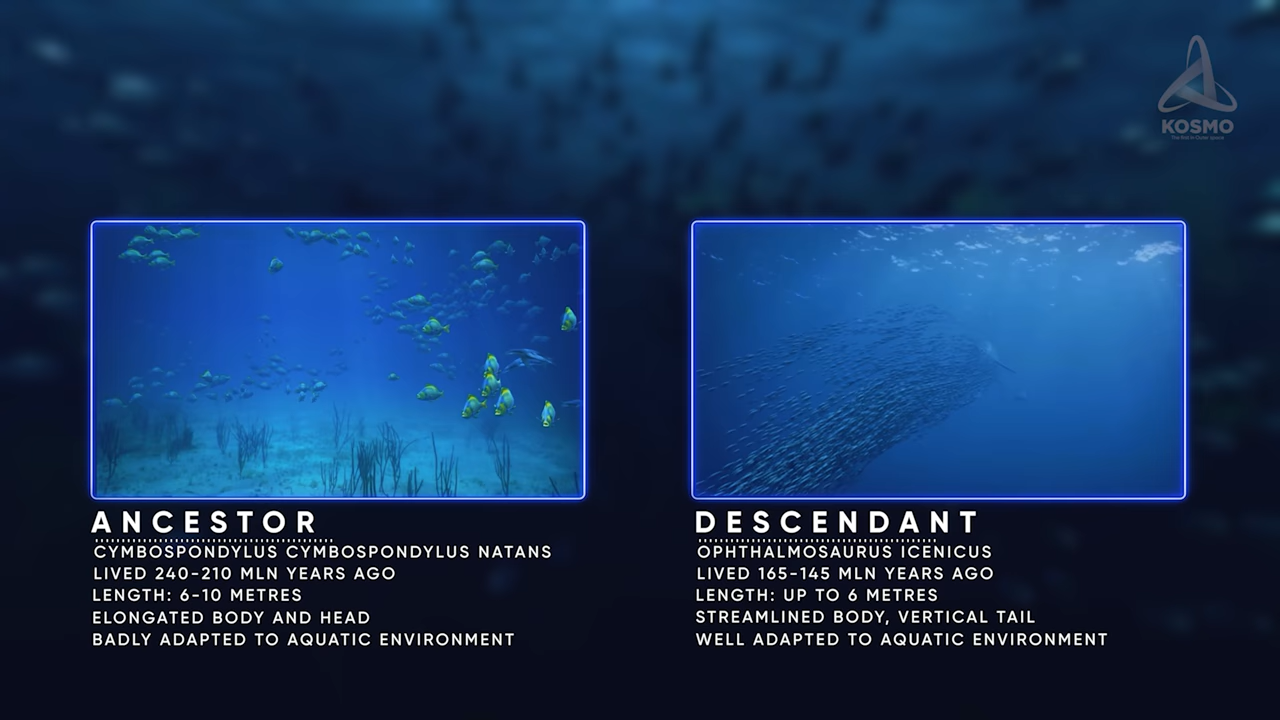 KOSMO
ANCESTOR
CYMBOSPONDYLUS CYMBOSPONDYLUS NATANS
LIVED 240-210 MLN YEARS AGO
LENGTH: 6-10 METRES
ELONGATED BODY AND HEAD
BADLY ADAPTED TO AQUATIC ENVIRONMENT
DESCENDANT
OPHTHALMOSAURUS ICENICUS
LIVED 165-145 MLN YEARS AGO
LENGTH: UP TO 6 METRES
STREAMLINED BODY, VERTICAL TAIL
WELL ADAPTED TO AQUATIC ENVIRONMENT